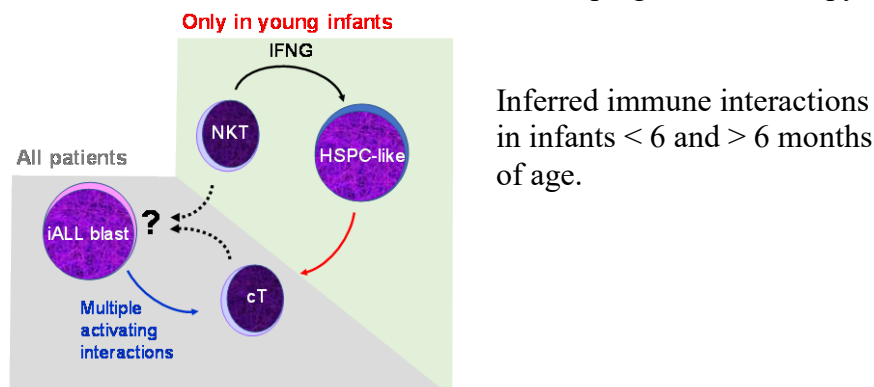 Only in young infants
IFNG
NKT
HSPC-like
All patients
iALL blast
?
cT
Multiple
activating
interactions
Inferred immune interactions
in infants < 6 and > 6 months
of age.